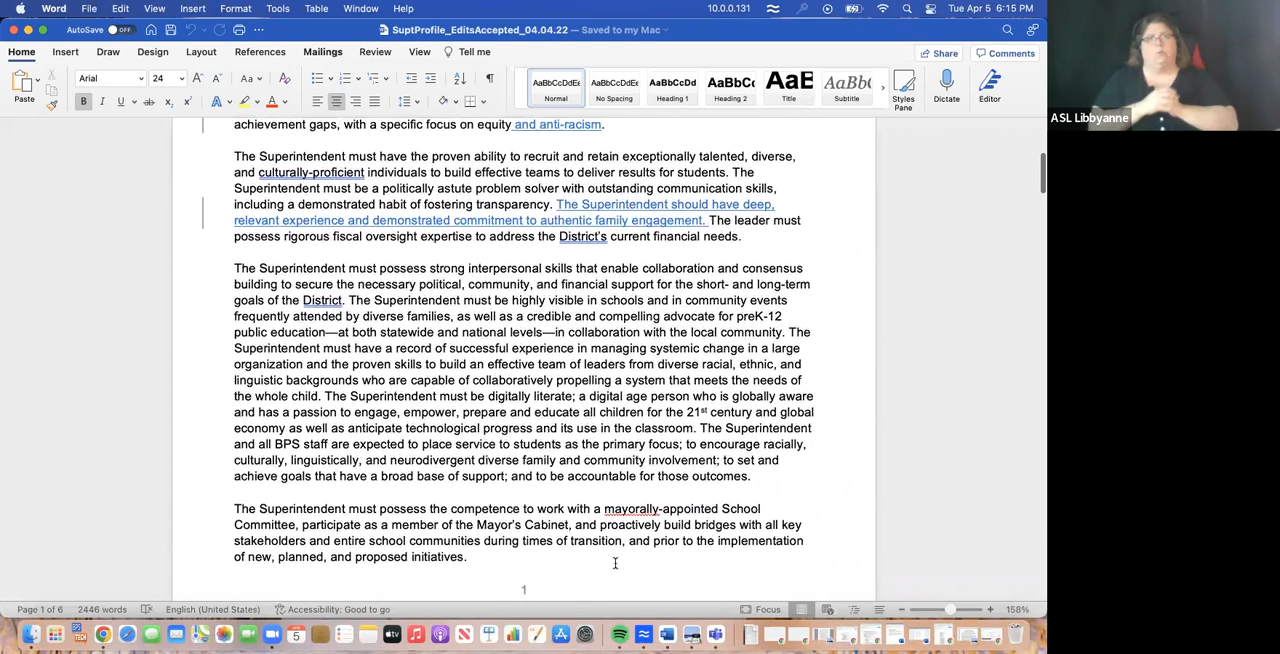 Word File Edit View Insert Format Tools Table Window Help 10.0.0.131 Tue Apr 5 6:15 PM
AutoSave OFF SuptProfile_EditsAccepted_04.04.22 — Saved to my Mac
Home Insert Draw Design Layout References Mailings Review View Tell me Share Comments
Paste Arial 24 AaBbCcDdEe AaBbCcDdEe AaBbCcDd AaBbCc AaB AaBb(
Normal No Spacing Heading 1 Heading 2 Title Subtitle Styles Pane Dictate Editor
ASL Libbyanne
achievement gaps, with a specific focus on equity and anti-racism.
The Superintendent must have the proven ability to recruit and retain exceptionally talented, diverse,
and culturally-proficient individuals to build effective teams to deliver results for students. The
Superintendent must be a politically astute problem solver with outstanding communication skills,
including a demonstrated habit of fostering transparency. The Superintendent should have deep,
relevant experience and demonstrated commitment to authentic family engagement. The leader must
possess rigorous fiscal oversight expertise to address the District's current financial needs.
The Superintendent must possess strong interpersonal skills that enable collaboration and consensus
building to secure the necessary political, community, and financial support for the short- and long-term
goals of the District. The Superintendent must be highly visible in schools and in community events
frequently attended by diverse families, as well as a credible and compelling advocate for preK-12
public education—at both statewide and national levels—in collaboration with the local community. The
Superintendent must have a record of successful experience in managing systemic change in a large
organization and the proven skills to build an effective team of leaders from diverse racial, ethnic, and
linguistic backgrounds who are capable of collaboratively propelling a system that meets the needs of
the whole child. The Superintendent must be digitally literate; a digital age person who is globally aware
and has a passion to engage, empower, prepare and educate all children for the 21st century and global
economy as well as anticipate technological progress and its use in the classroom. The Superintendent
and all BPS staff are expected to place service to students as the primary focus; to encourage racially,
culturally, linguistically, and neurodivergent diverse family and community involvement; to set and
achieve goals that have a broad base of support; and to be accountable for those outcomes.
The Superintendent must possess the competence to work with a mayorally-appointed School
Committee, participate as a member of the Mayor's Cabinet, and proactively build bridges with all key
stakeholders and entire school communities during times of transition, and prior to the implementation
of new, planned, and proposed initiatives.
1
Page 1 of 6 2446 words English (United States) Accessibility: Good to go Focus 158%